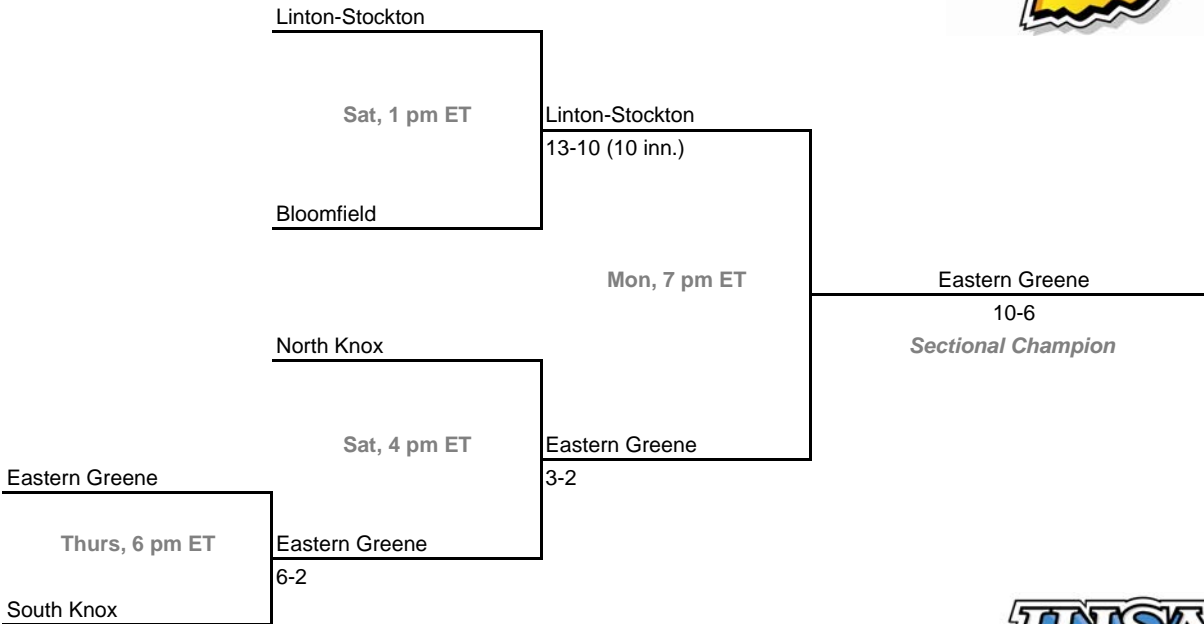 Linton-Stockton
Sat, 1 pm ET
Linton-Stockton
13-10 (10 inn.)
Bloomfield
Mon, 7 pm ET
Eastern Greene
10-6
North Knox
Sectional Champion
Sat, 4 pm ET
Eastern Greene
Eastern Greene
3-2
Thurs, 6 pm ET
Eastern Greene
6-2
South Knox